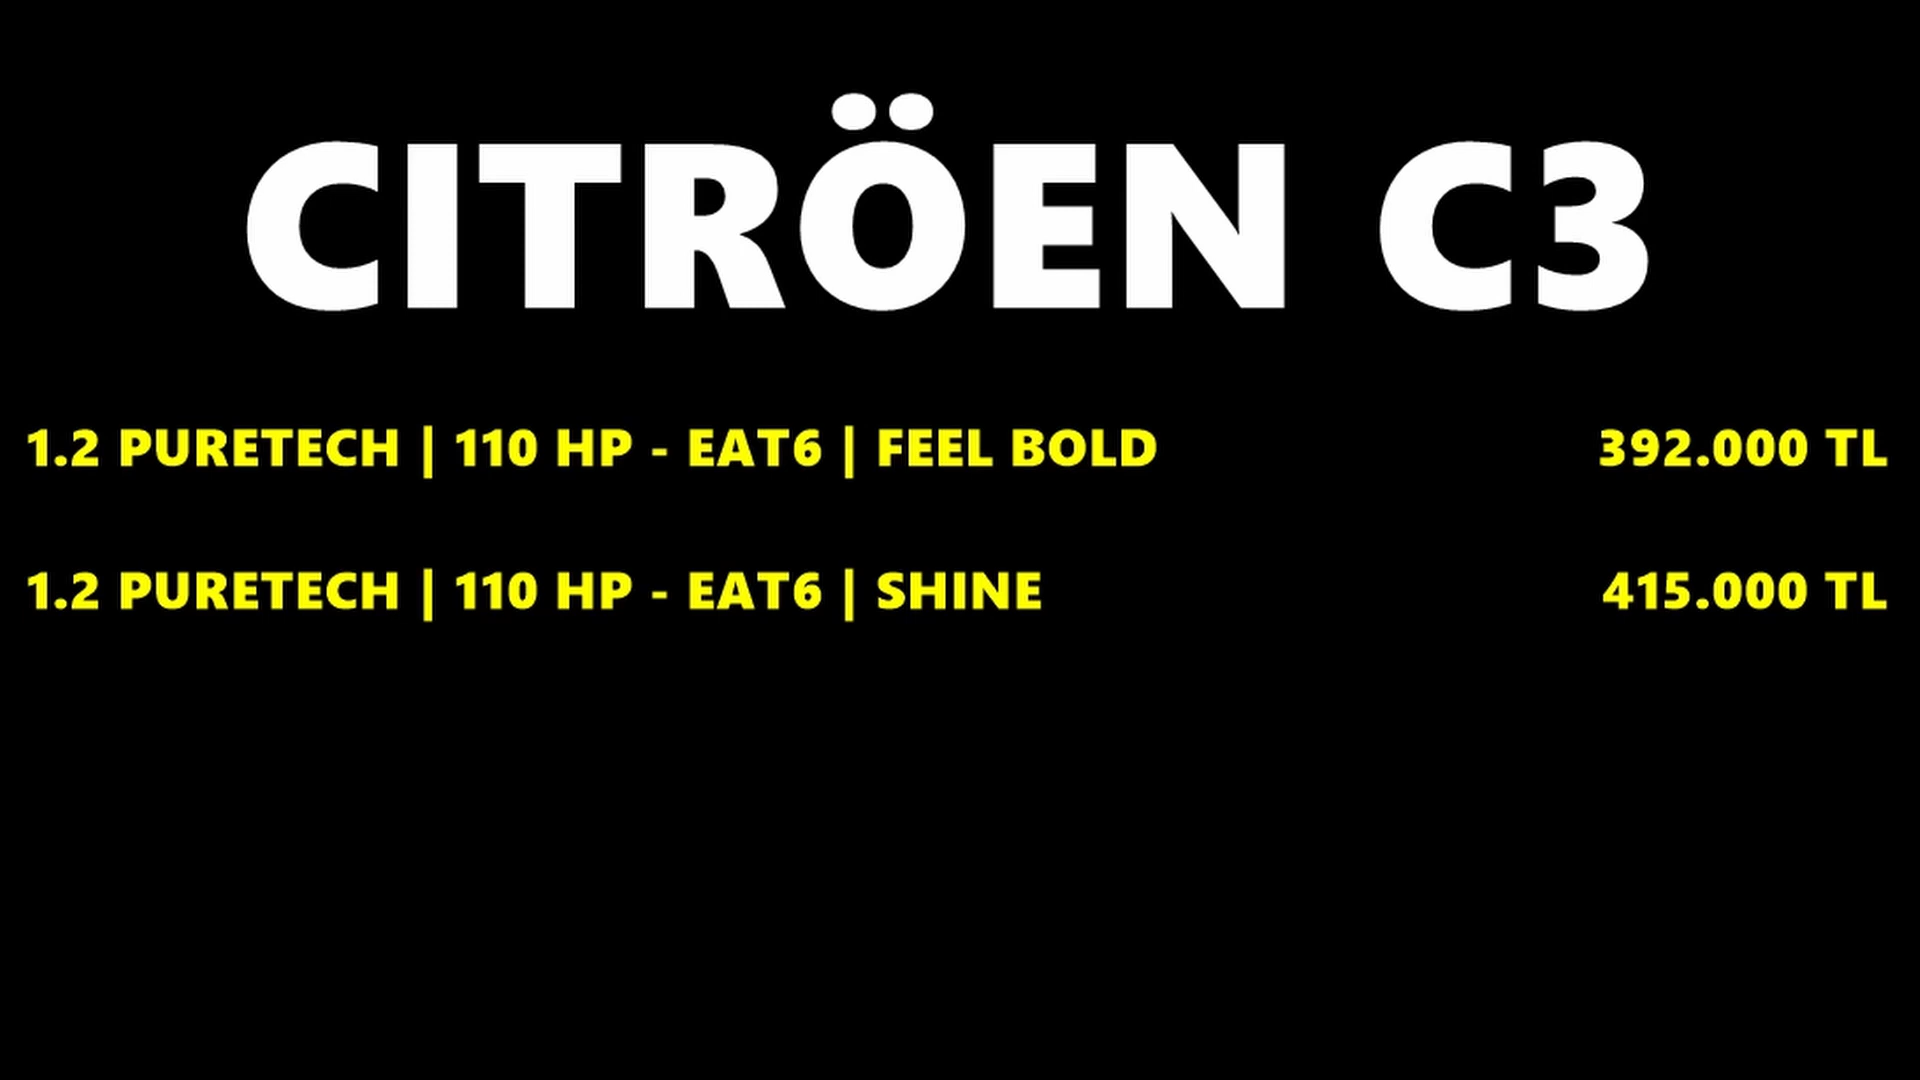 CITRÖEN C3
1.2 PURETECH | 110 HP - EAT6 | FEEL BOLD 392.000 TL
1.2 PURETECH | 110 HP - EAT6 | SHINE 415.000 TL